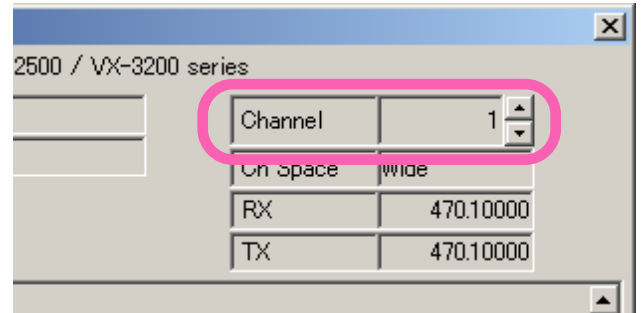 2500 / VX-3200 series
Channel 1
Ch Space Wide
RX 470.10000
TX 470.10000